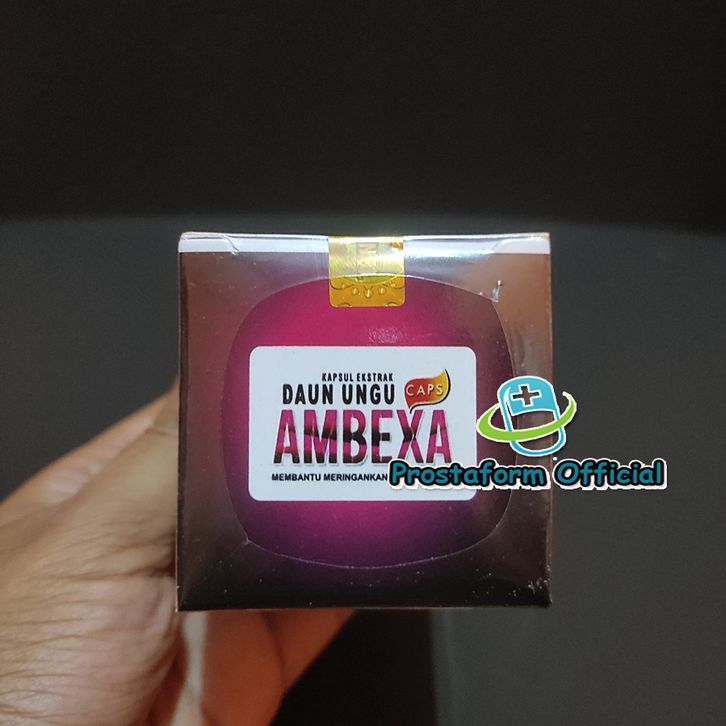 KAPSUL EKSTRAK
DAUN UNGU
CAPS
AMBEXA
MEMBANTU MERINGANKAN
Prostaform Official